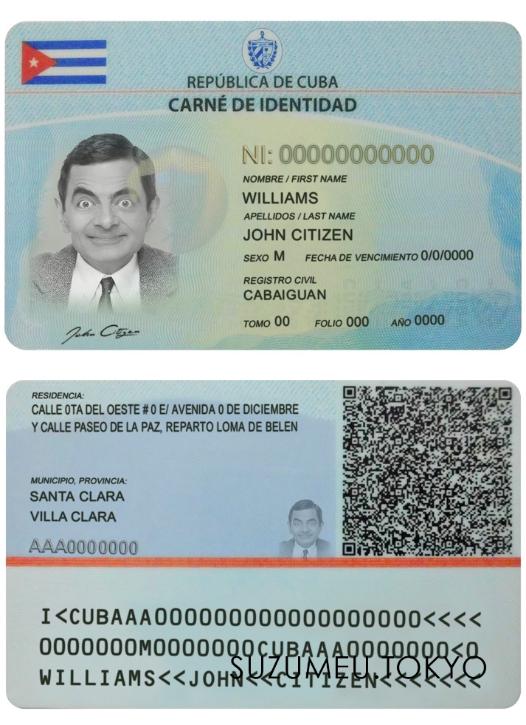 REPÚBLICA DE CUBA
CARNÉ DE IDENTIDAD
NI: 00000000000
NOMBRE / FIRST NAME
WILLIAMS
APELLIDOS / LAST NAME
JOHN CITIZEN
SEXO M FECHA DE VENCIMIENTO 0/0/0000
REGISTRO CIVIL
CABAIGUAN
TOMO 00 FOLIO 000 AÑO 0000
John Citizen
RESIDENCIA:
CALLE 0TA DEL OESTE # 0 E/ AVENIDA 0 DE DICIEMBRE
Y CALLE PASEO DE LA PAZ, REPARTO LOMA DE BELEN
MUNICIPIO, PROVINCIA:
SANTA CLARA
VILLA CLARA
AAA0000000
I<CUBAAA000000000000000000<<<<
0000000M0000000CUBAAA0000000<0
WILLIAMS<<JOHN<<CITIZEN<<<<<<<